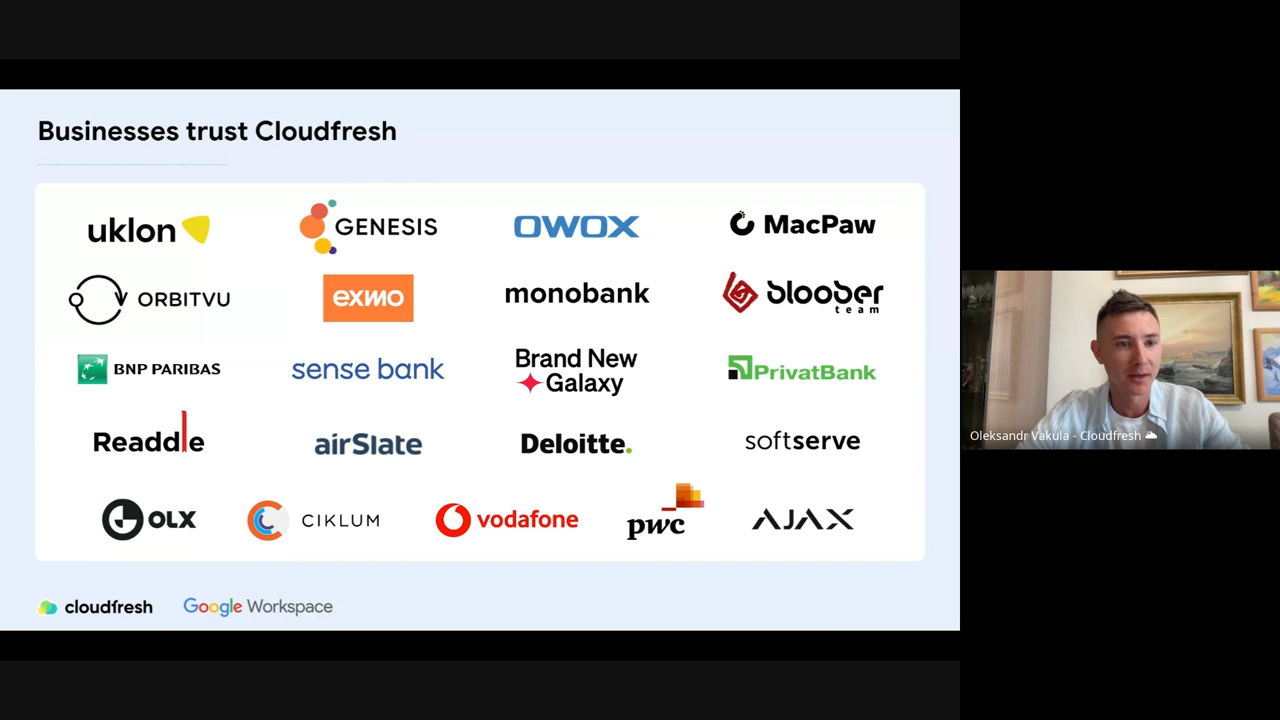 Businesses trust Cloudfresh
uklon
GENESIS
OWOX
MacPaw
ORBITVU
exmo
monobank
bloober
team
BNP PARIBAS
sense bank
Brand New
Galaxy
PrivatBank
Readdle
airSlate
Deloitte.
softserve
OLX
CIKLUM
vodafone
pwc
AJAX
cloudfresh
Google Workspace
Oleksandr Vakula - Cloudfresh